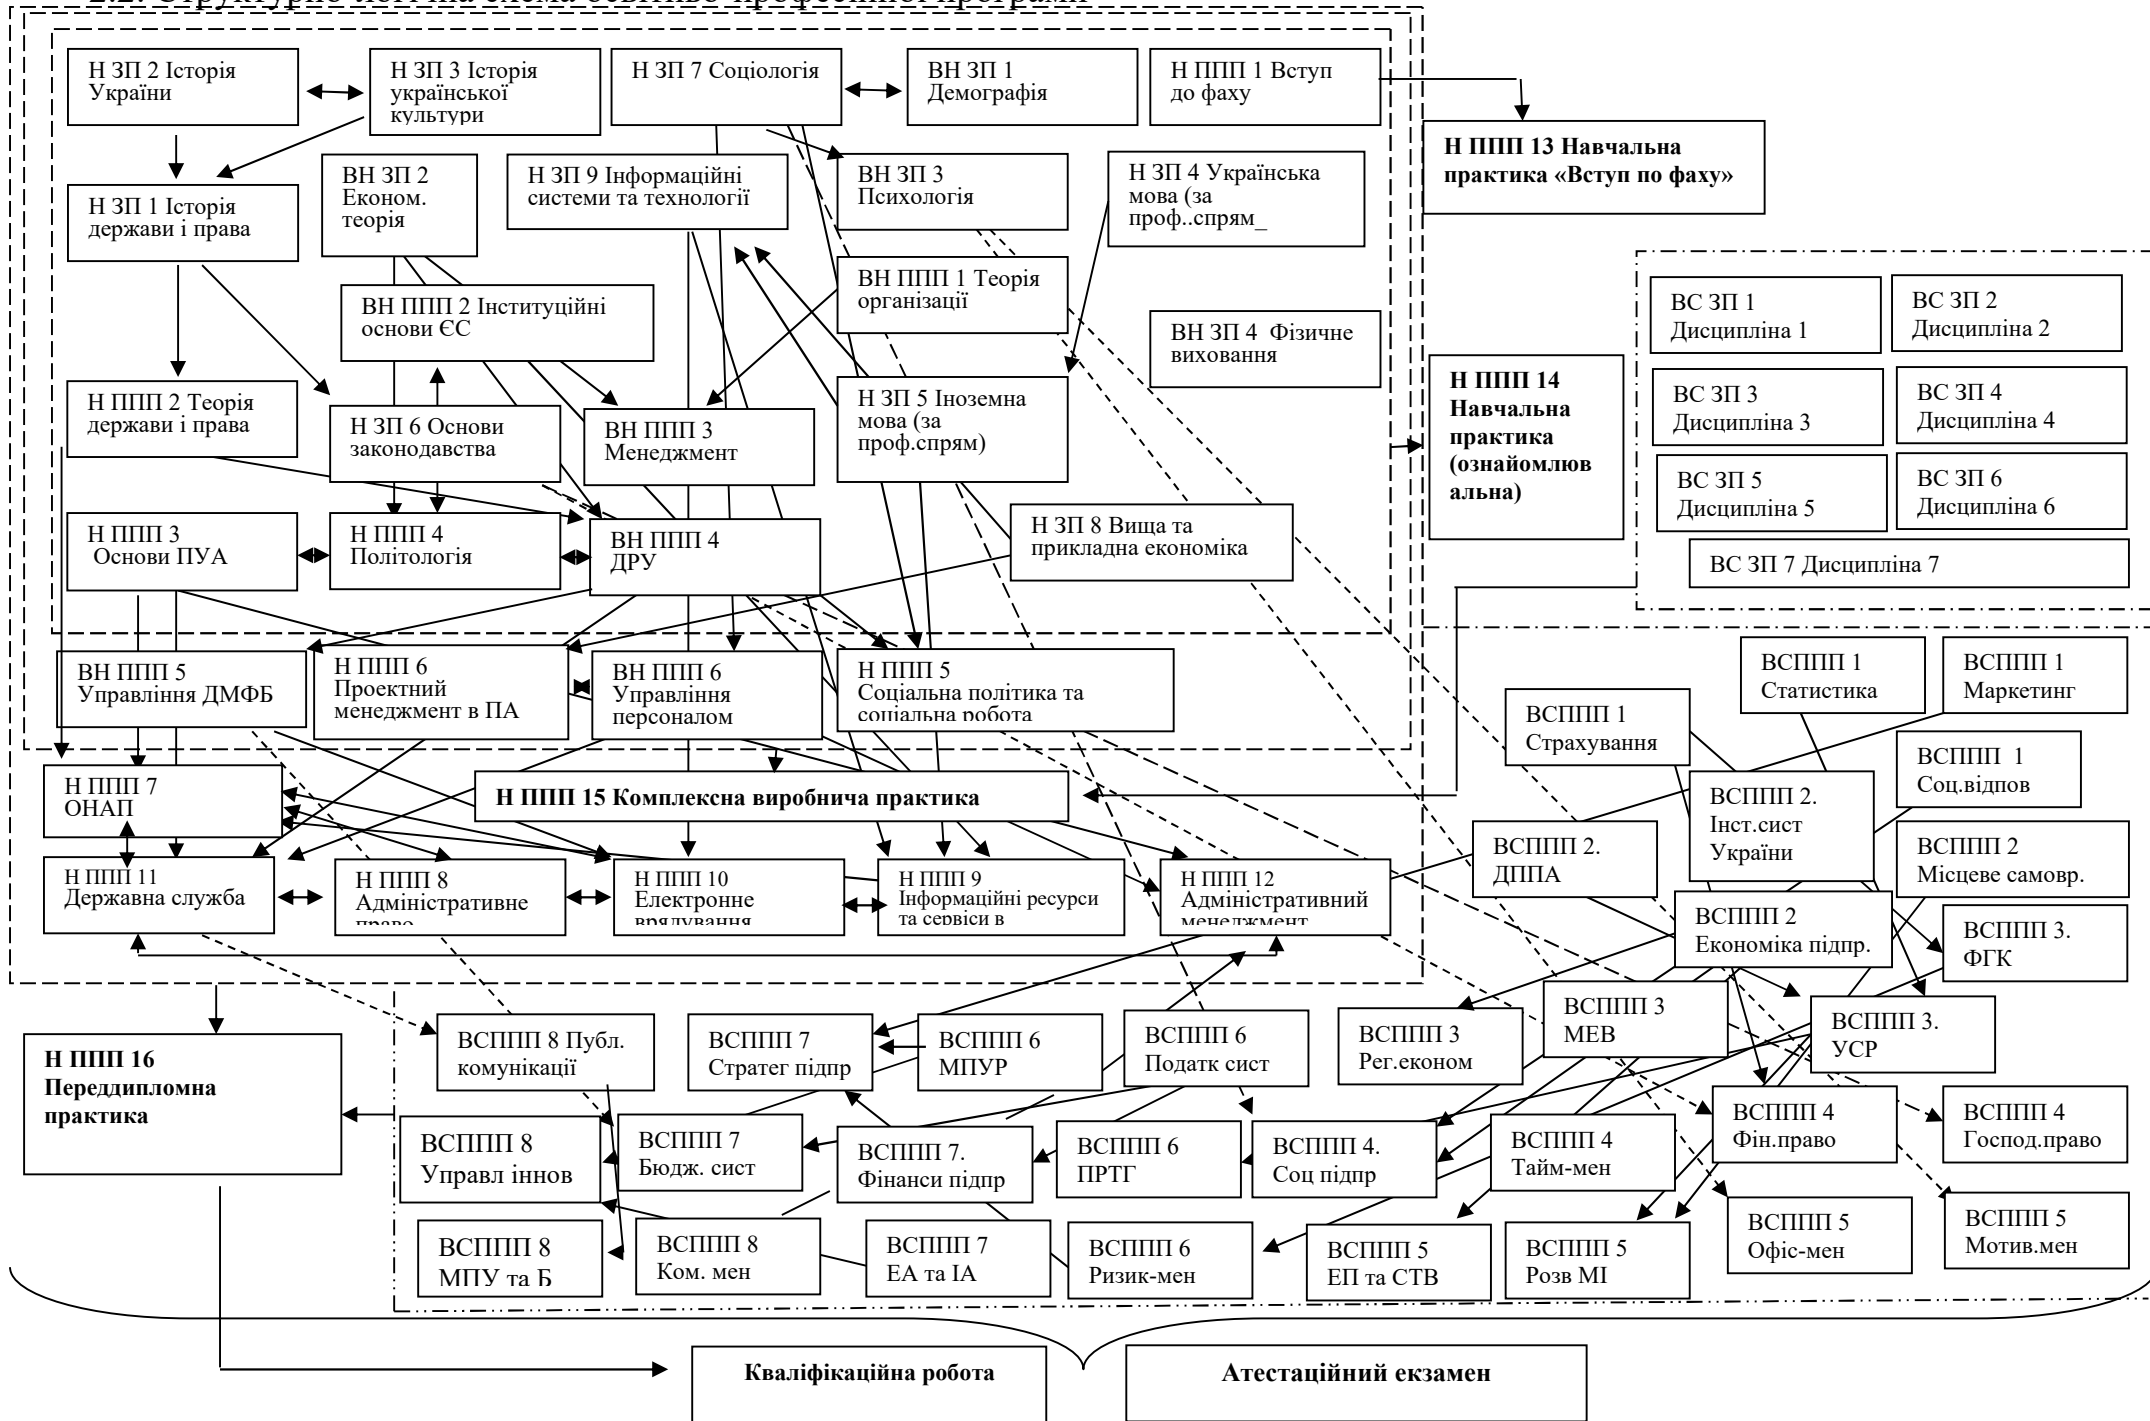 2.2. Структурно-логічна схема освітньо-професійної програми
Н ЗП 2 Історія
України
Н ЗП 3 Історія
української
культури
Н ЗП 7 Соціологія
ВН ЗП 1
Демографія
Н ППП 1 Вступ
до фаху
Н ППП 13 Навчальна
практика «Вступ по фаху»
Н ЗП 1 Історія
держави і права
ВН ЗП 2
Економ.
теорія
Н ЗП 9 Інформаційні
системи та технології
ВН ЗП 3
Психологія
Н ЗП 4 Українська
мова (за
проф..спрям_
ВН ППП 2 Інституційні
основи ЄС
ВН ППП 1 Теорія
організації
ВН ЗП 4 Фізичне
виховання
ВС ЗП 1
Дисципліна 1
ВС ЗП 2
Дисципліна 2
Н ППП 2 Теорія
держави і права
Н ЗП 6 Основи
законодавства
ВН ППП 3
Менеджмент
Н ЗП 5 Іноземна
мова (за
проф.спрям)
Н ППП 14
Навчальна
практика
(ознайомлюв
альна)
ВС ЗП 3
Дисципліна 3
ВС ЗП 4
Дисципліна 4
ВС ЗП 5
Дисципліна 5
ВС ЗП 6
Дисципліна 6
ВС ЗП 7 Дисципліна 7
Н ППП 3
Основи ПУА
Н ППП 4
Політологія
ВН ППП 4
ДРУ
Н ЗП 8 Вища та
прикладна економіка
ВН ППП 5
Управління ДМФБ
Н ППП 6
Проектний
менеджмент в ПА
ВН ППП 6
Управління
персоналом
Н ППП 5
Соціальна політика та
соціальна робота
ВСППП 1
Страхування
ВСППП 1
Статистика
ВСППП 1
Маркетинг
Н ППП 7
ОНАП
Н ППП 15 Комплексна виробнича практика
ВСППП 2.
Інст.сист
України
ВСППП 1
Соц.відпов
ВСППП 2.
ДППА
ВСППП 2
Місцеве самовр.
Н ППП 11
Державна служба
Н ППП 8
Адміністративне
право
Н ППП 10
Електронне
врядування
Н ППП 9
Інформаційні ресурси
та сервіси в
Н ППП 12
Адміністративний
менеджмент
ВСППП 2
Економіка підпр.
ВСППП 3.
ФГК
Н ППП 16
Переддипломна
практика
ВСППП 8 Публ.
комунікації
ВСППП 7
Стратег підпр
ВСППП 6
МПУР
ВСППП 6
Податк сист
ВСППП 3
Рег.економ
ВСППП 3
МЕВ
ВСППП 3.
УСР
ВСППП 8
Управл іннов
ВСППП 7
Бюдж. сист
ВСППП 7.
Фінанси підпр
ВСППП 6
ПРТГ
ВСППП 4.
Соц підпр
ВСППП 4
Тайм-мен
ВСППП 4
Фін.право
ВСППП 4
Господ.право
ВСППП 8
МПУ та Б
ВСППП 8
Ком. мен
ВСППП 7
ЕА та ІА
ВСППП 6
Ризик-мен
ВСППП 5
ЕП та СТВ
ВСППП 5
Розв МІ
ВСППП 5
Офіс-мен
ВСППП 5
Мотив.мен
Кваліфікаційна робота
Атестаційний екзамен